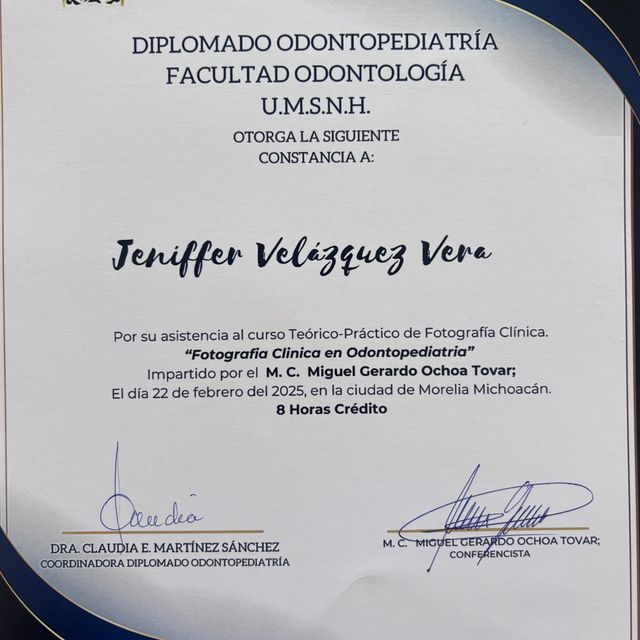 DIPLOMADO ODONTOPEDIATRÍA
FACULTAD ODONTOLOGÍA
U.M.S.N.H.
OTORGA LA SIGUIENTE
CONSTANCIA A:
Jeniffer Velázquez Vera
Por su asistencia al curso Teórico-Práctico de Fotografía Clínica.
“Fotografia Clinica en Odontopediatria”
Impartido por el M. C. Miguel Gerardo Ochoa Tovar;
El día 22 de febrero del 2025, en la ciudad de Morelia Michoacán.
8 Horas Crédito
Claudia
DRA. CLAUDIA E. MARTÍNEZ SÁNCHEZ
COORDINADORA DIPLOMADO ODONTOPEDIATRÍA
M. C. MIGUEL GERARDO OCHOA TOVAR;
CONFERENCISTA